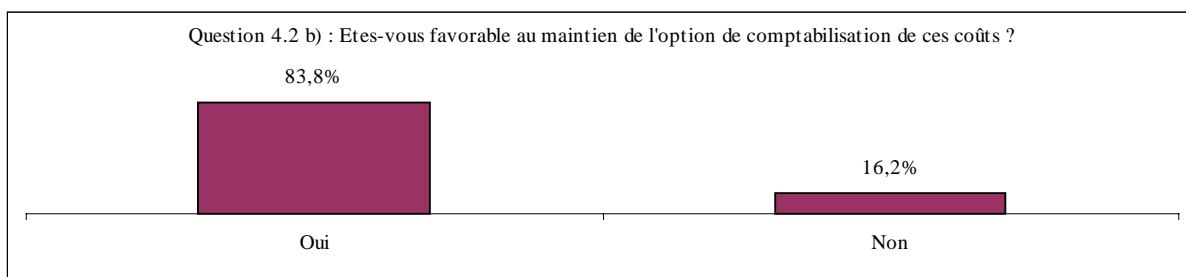 Question 4.2 b) : Etes-vous favorable au maintien de l'option de comptabilisation de ces coûts ?
83,8%
16,2%
Oui
Non